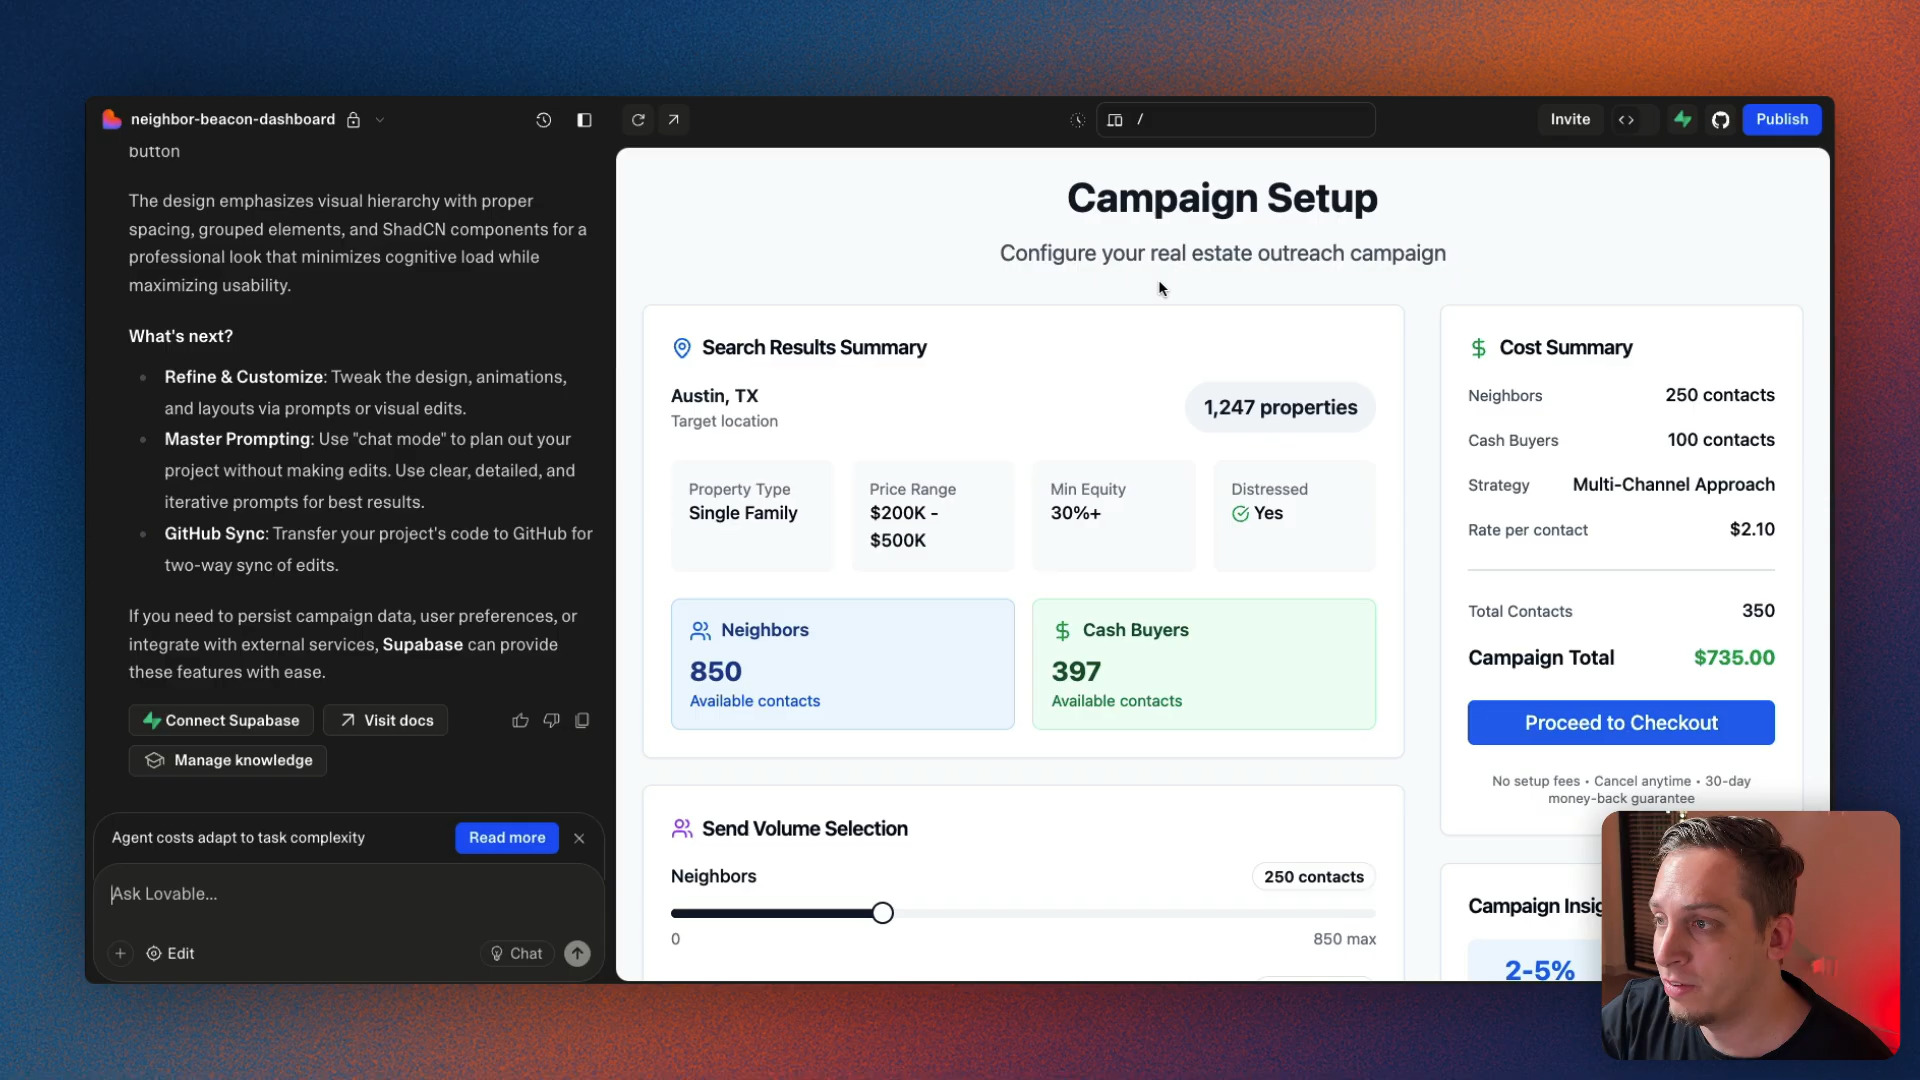 neighbor-beacon-dashboard
/
Invite
Publish
button
The design emphasizes visual hierarchy with proper
spacing, grouped elements, and ShadCN components for a
professional look that minimizes cognitive load while
maximizing usability.
What's next?
Refine & Customize: Tweak the design, animations,
and layouts via prompts or visual edits.
Master Prompting: Use "chat mode" to plan out your
project without making edits. Use clear, detailed, and
iterative prompts for best results.
GitHub Sync: Transfer your project's code to GitHub for
two-way sync of edits.
If you need to persist campaign data, user preferences, or
integrate with external services, Supabase can provide
these features with ease.
Connect Supabase
Visit docs
Manage knowledge
Agent costs adapt to task complexity
Read more
Ask Lovable...
Edit
Chat
Campaign Setup
Configure your real estate outreach campaign
Search Results Summary
Austin, TX
Target location
1,247 properties
Property Type
Single Family
Price Range
$200K -
$500K
Min Equity
30%+
Distressed
Yes
Neighbors
850
Available contacts
Cash Buyers
397
Available contacts
Send Volume Selection
Neighbors
250 contacts
0
850 max
Cost Summary
Neighbors 250 contacts
Cash Buyers 100 contacts
Strategy Multi-Channel Approach
Rate per contact $2.10
Total Contacts 350
Campaign Total $735.00
Proceed to Checkout
No setup fees • Cancel anytime • 30-day
money-back guarantee
Campaign Insig
2-5%